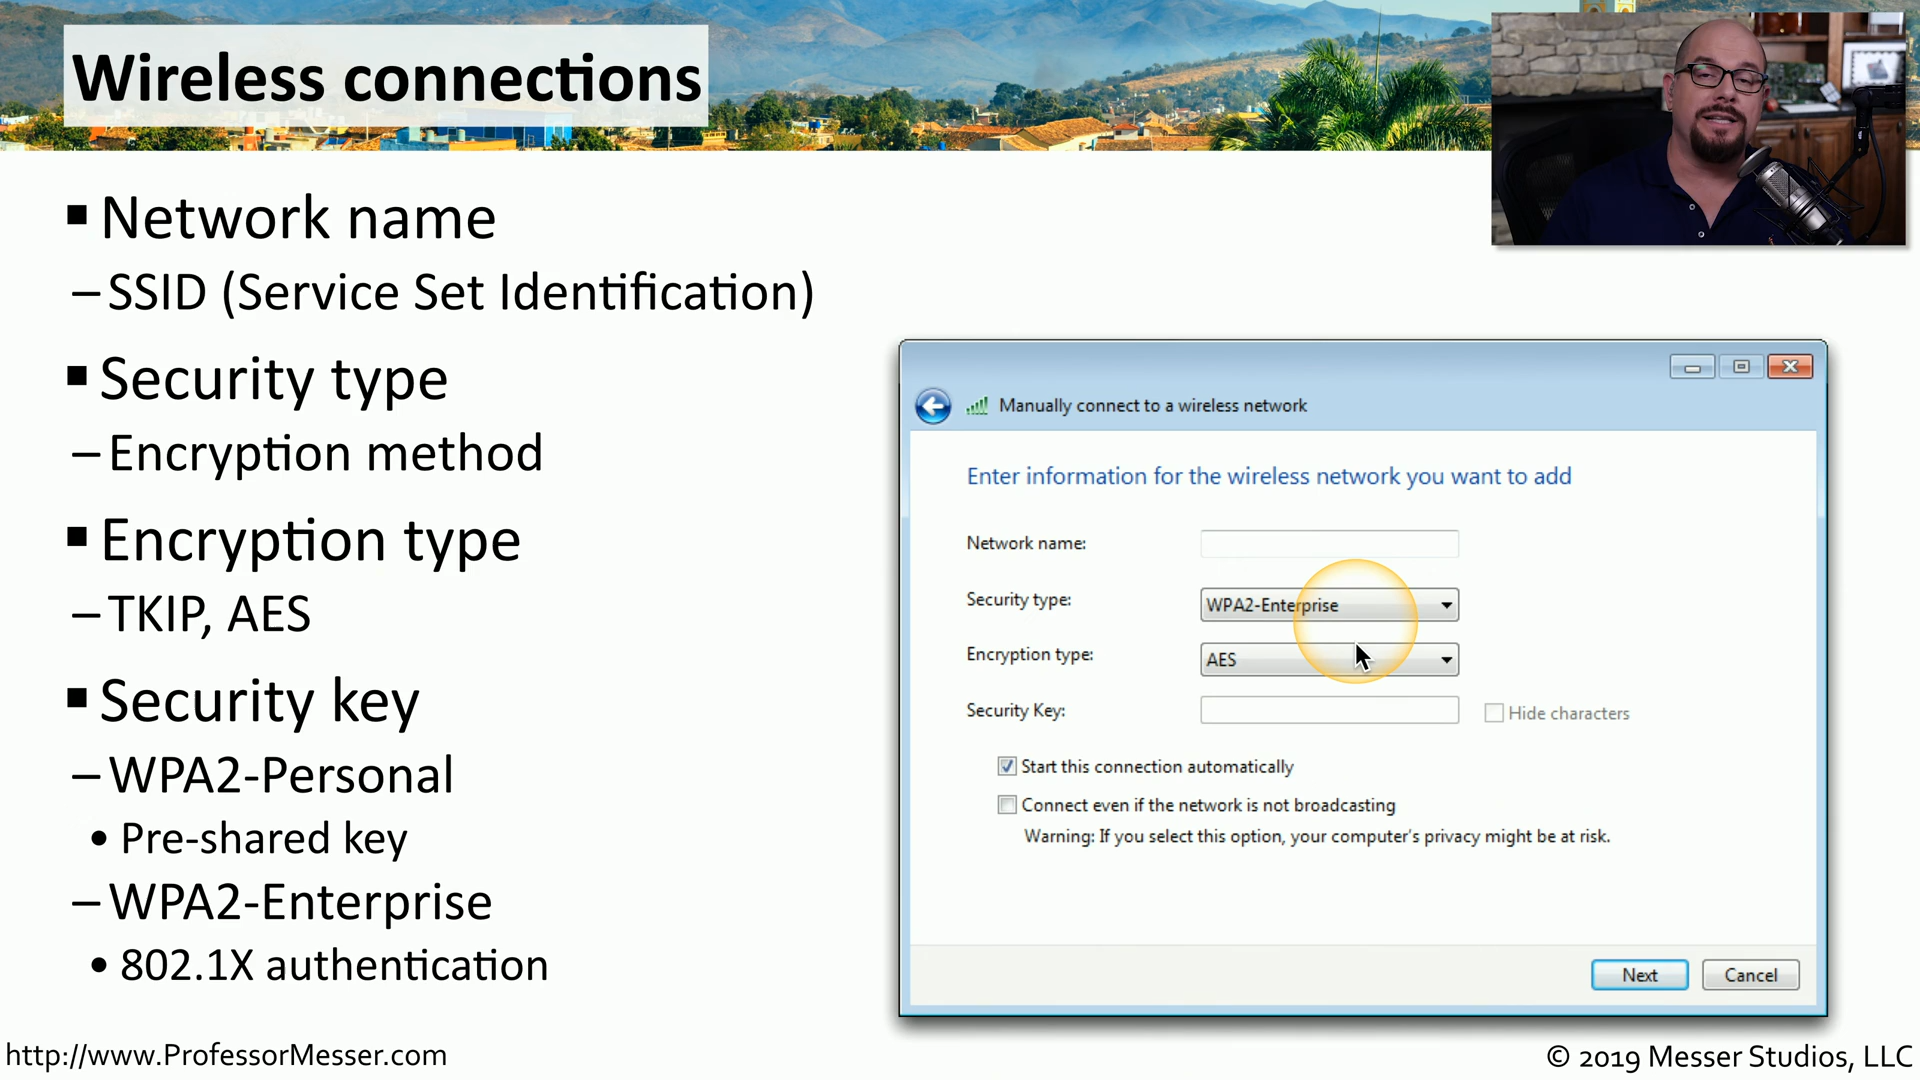 Wireless connections
Network name
SSID (Service Set Identification)
Security type
Encryption method
Encryption type
TKIP, AES
Security key
WPA2-Personal
Pre-shared key
WPA2-Enterprise
802.1X authentication
Manually connect to a wireless network
Enter information for the wireless network you want to add
Network name:
Security type: WPA2-Enterprise
Encryption type: AES
Security Key: Hide characters
Start this connection automatically
Connect even if the network is not broadcasting
Warning: If you select this option, your computer's privacy might be at risk.
Next Cancel
http://www.ProfessorMesser.com
© 2019 Messer Studios, LLC